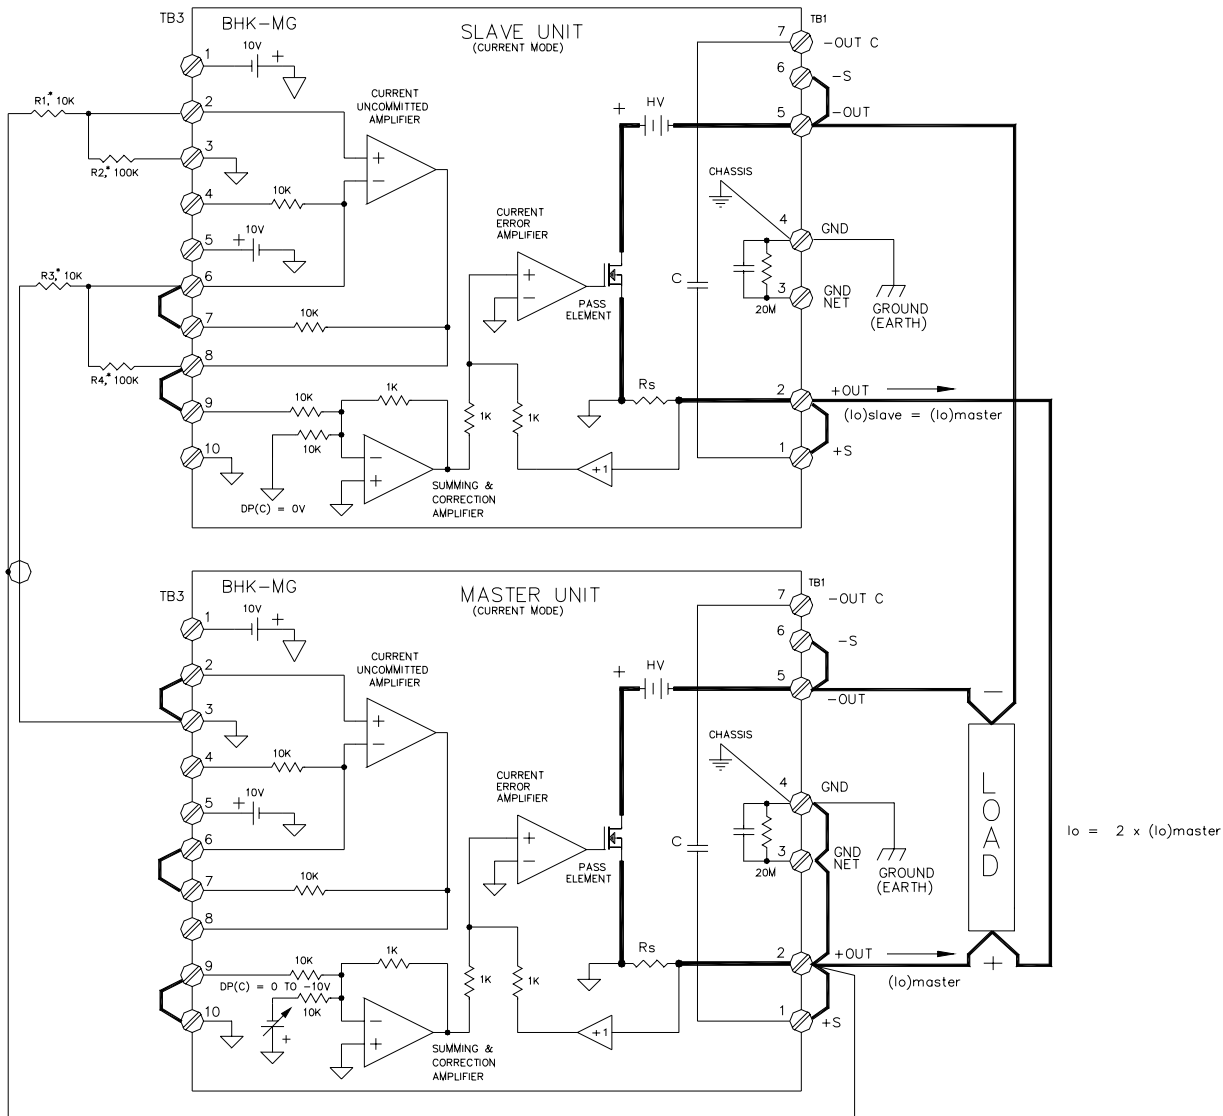 TB3
BHK-MG
SLAVE UNIT
(CURRENT MODE)
TB1
1
10V
+
7
-OUT C
6
-S
CURRENT
UNCOMMITTED
AMPLIFIER
+
HV
5
-OUT
R1,* 10K
2
+
−
R2,* 100K
3
CHASSIS
4
10K
CURRENT
ERROR
AMPLIFIER
4
GND
5
+
10V
R3,* 10K
6
+
−
PASS
ELEMENT
C
3
GND
NET
20M
GROUND
(EARTH)
7
10K
8
R4,* 100K
9
10K
1K
10K
1K
1K
Rs
2
+OUT
(Io)slave = (Io)master
10
−
+
+1
1
+S
DP(C) = 0V
SUMMING &
CORRECTION
AMPLIFIER
TB3
BHK-MG
MASTER UNIT
(CURRENT MODE)
TB1
1
10V
+
7
-OUT C
6
-S
CURRENT
UNCOMMITTED
AMPLIFIER
+
HV
5
-OUT
−
2
+
−
3
CHASSIS
4
10K
CURRENT
ERROR
AMPLIFIER
4
GND
LOAD
Io = 2 x (Io)master
5
+
10V
6
+
−
PASS
ELEMENT
C
3
GND
NET
20M
GROUND
(EARTH)
7
10K
8
9
10K
1K
DP(C) = 0 TO -10V
10K
+
1K
1K
Rs
2
+OUT
(Io)master
+
10
−
+
+1
1
+S
SUMMING &
CORRECTION
AMPLIFIER